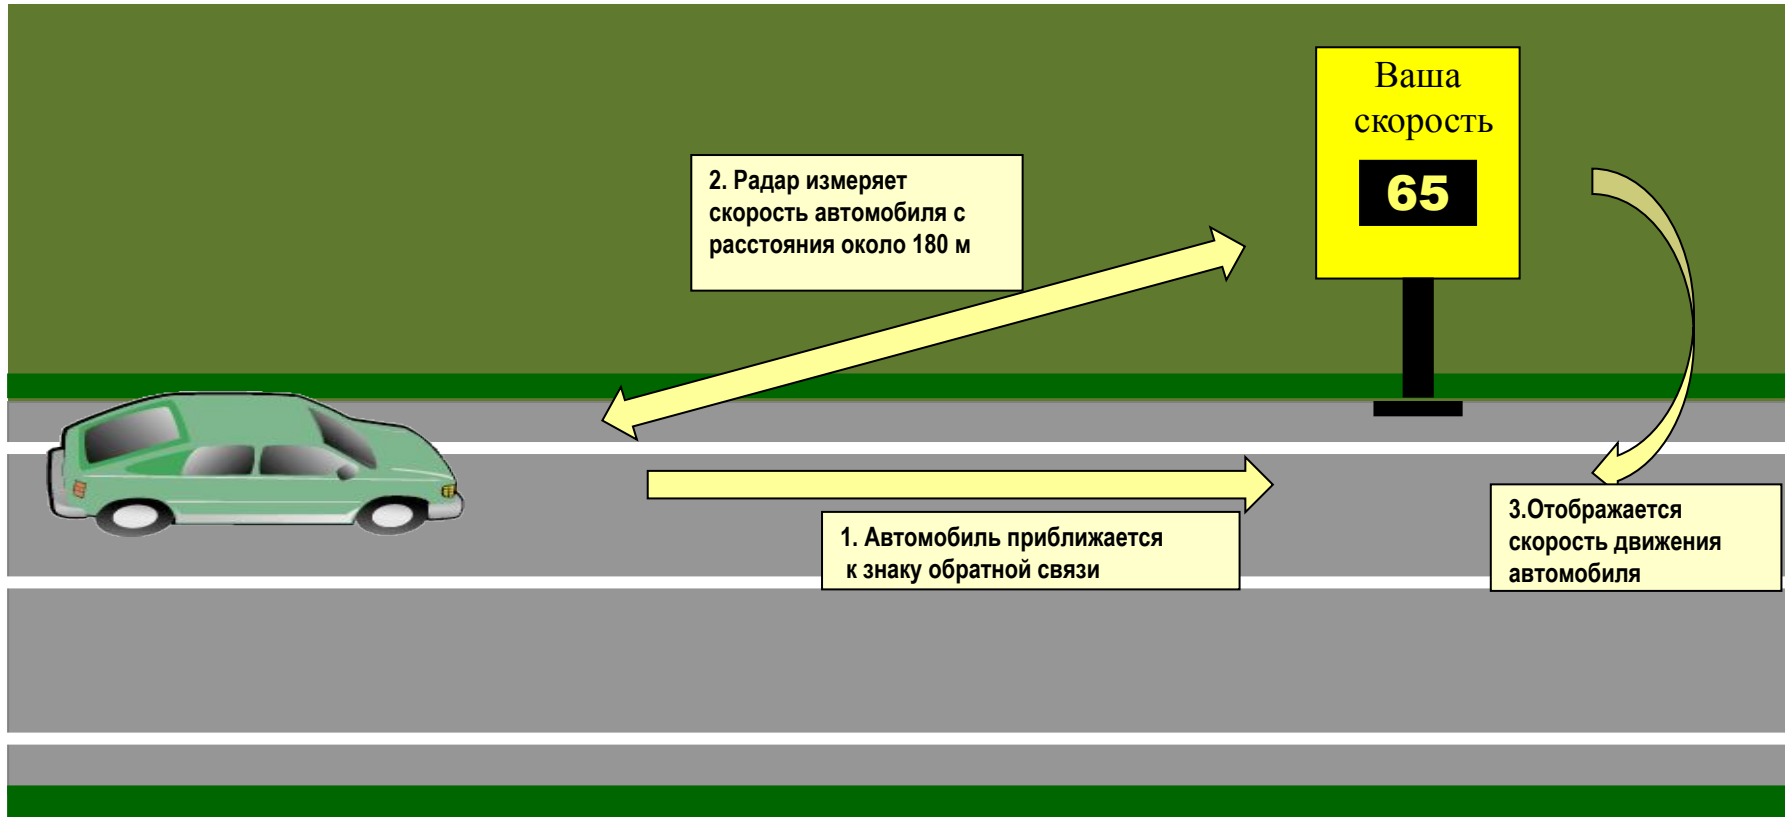 Ваша
скорость
65
2. Радар измеряет
скорость автомобиля с
расстояния около 180 м
1. Автомобиль приближается
к знаку обратной связи
3.Отображается
скорость движения
автомобиля